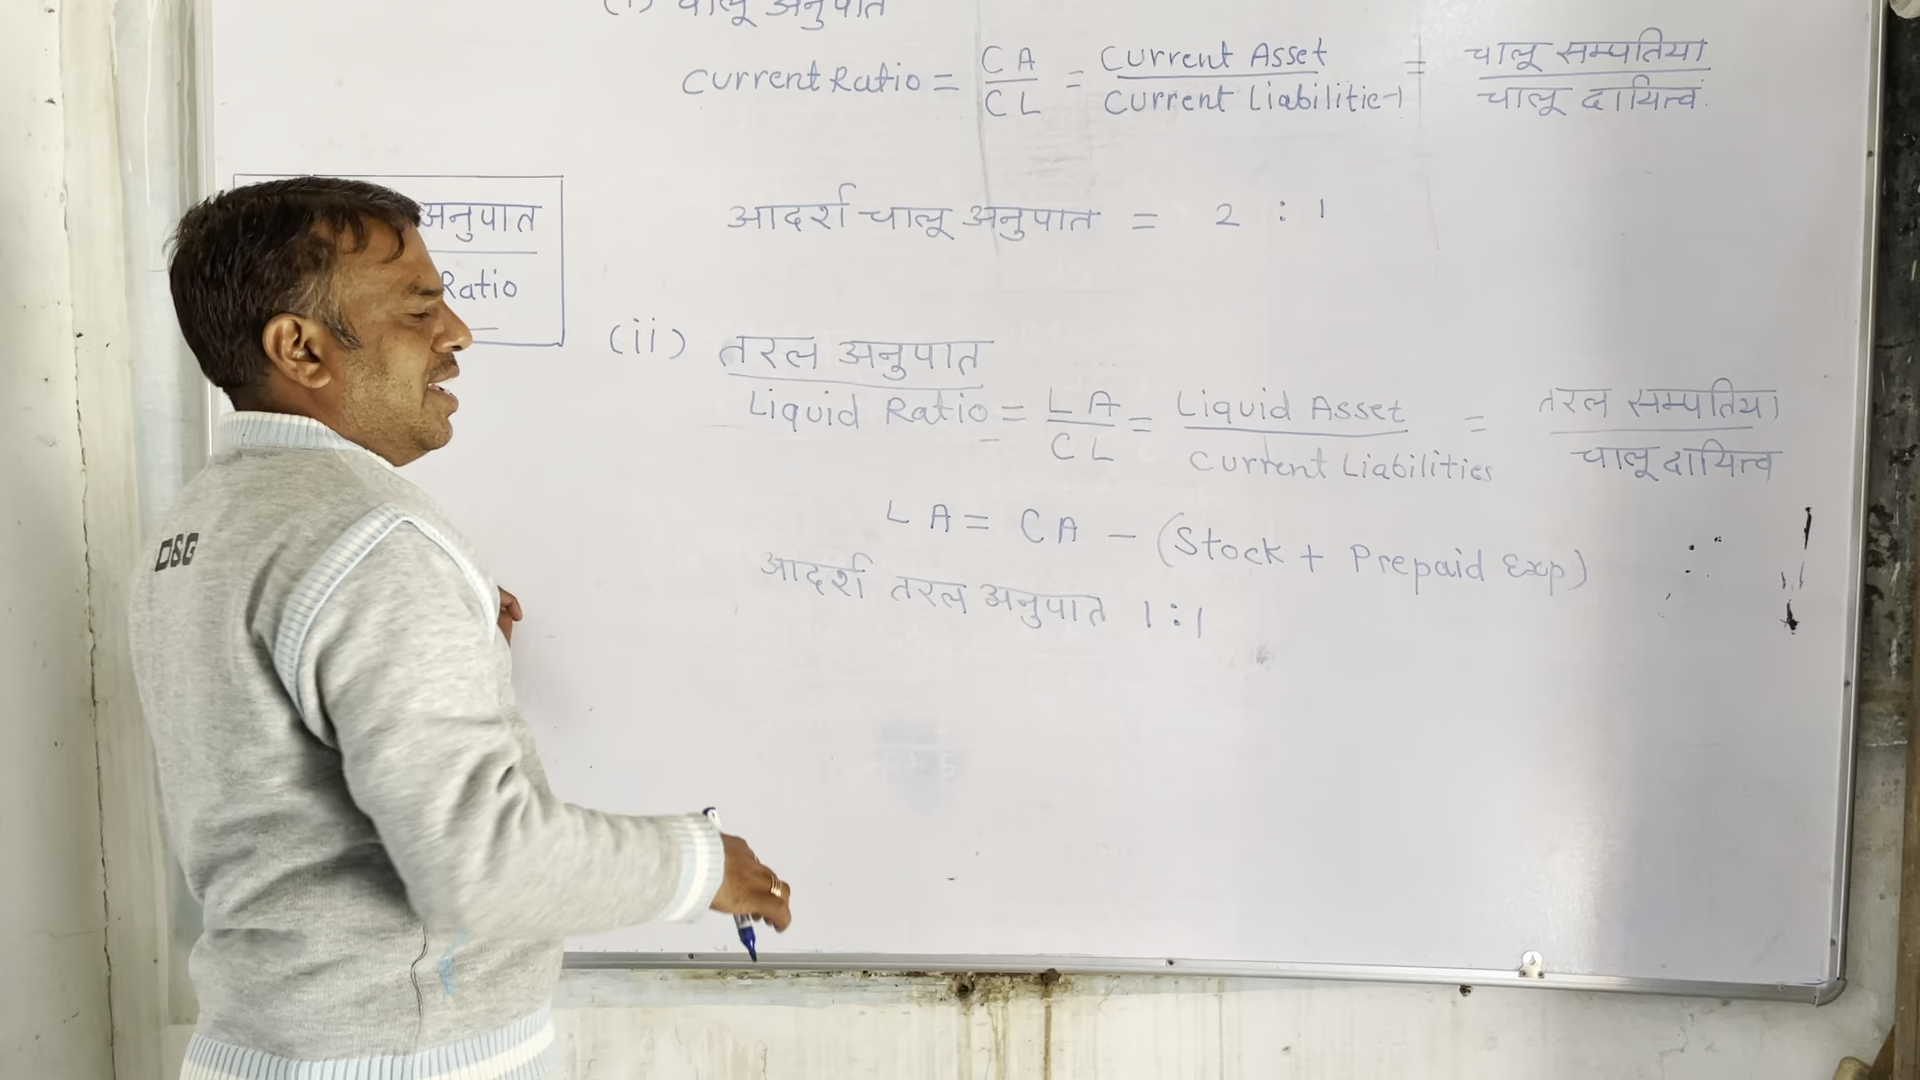 (i) चालू अनुपात
Current Ratio = CA / CL = Current Asset / Current Liabilities = चालू सम्पतिया / चालू दायित्व
अनुपात
Ratio
आदर्श चालू अनुपात = 2 : 1
(ii) तरल अनुपात
Liquid Ratio = LA / CL = Liquid Asset / Current Liabilities = तरल सम्पतिया / चालू दायित्व
LA = CA - (Stock + Prepaid Exp)
आदर्श तरल अनुपात 1 : 1
D&G